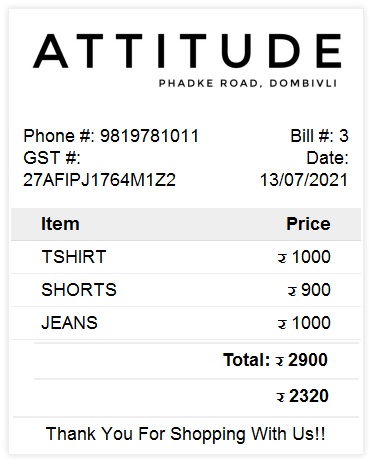 ATTITUDE
PHADKE ROAD, DOMBIVLI
Phone #: 9819781011 Bill #: 3
GST #: Date:
27AFIPJ1764M1Z2 13/07/2021
Item Price
TSHIRT ₹ 1000
SHORTS ₹ 900
JEANS ₹ 1000
Total: ₹ 2900
₹ 2320
Thank You For Shopping With Us!!